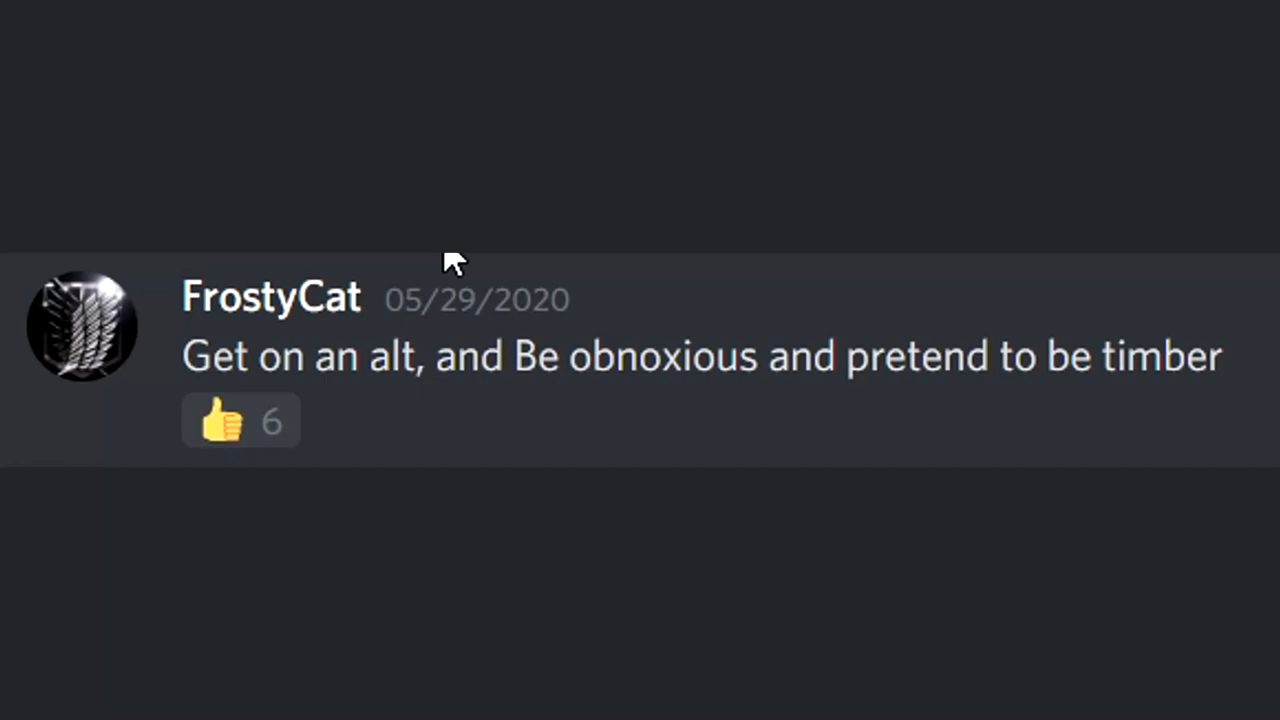 FrostyCat 05/29/2020
Get on an alt, and Be obnoxious and pretend to be timber
👍 6